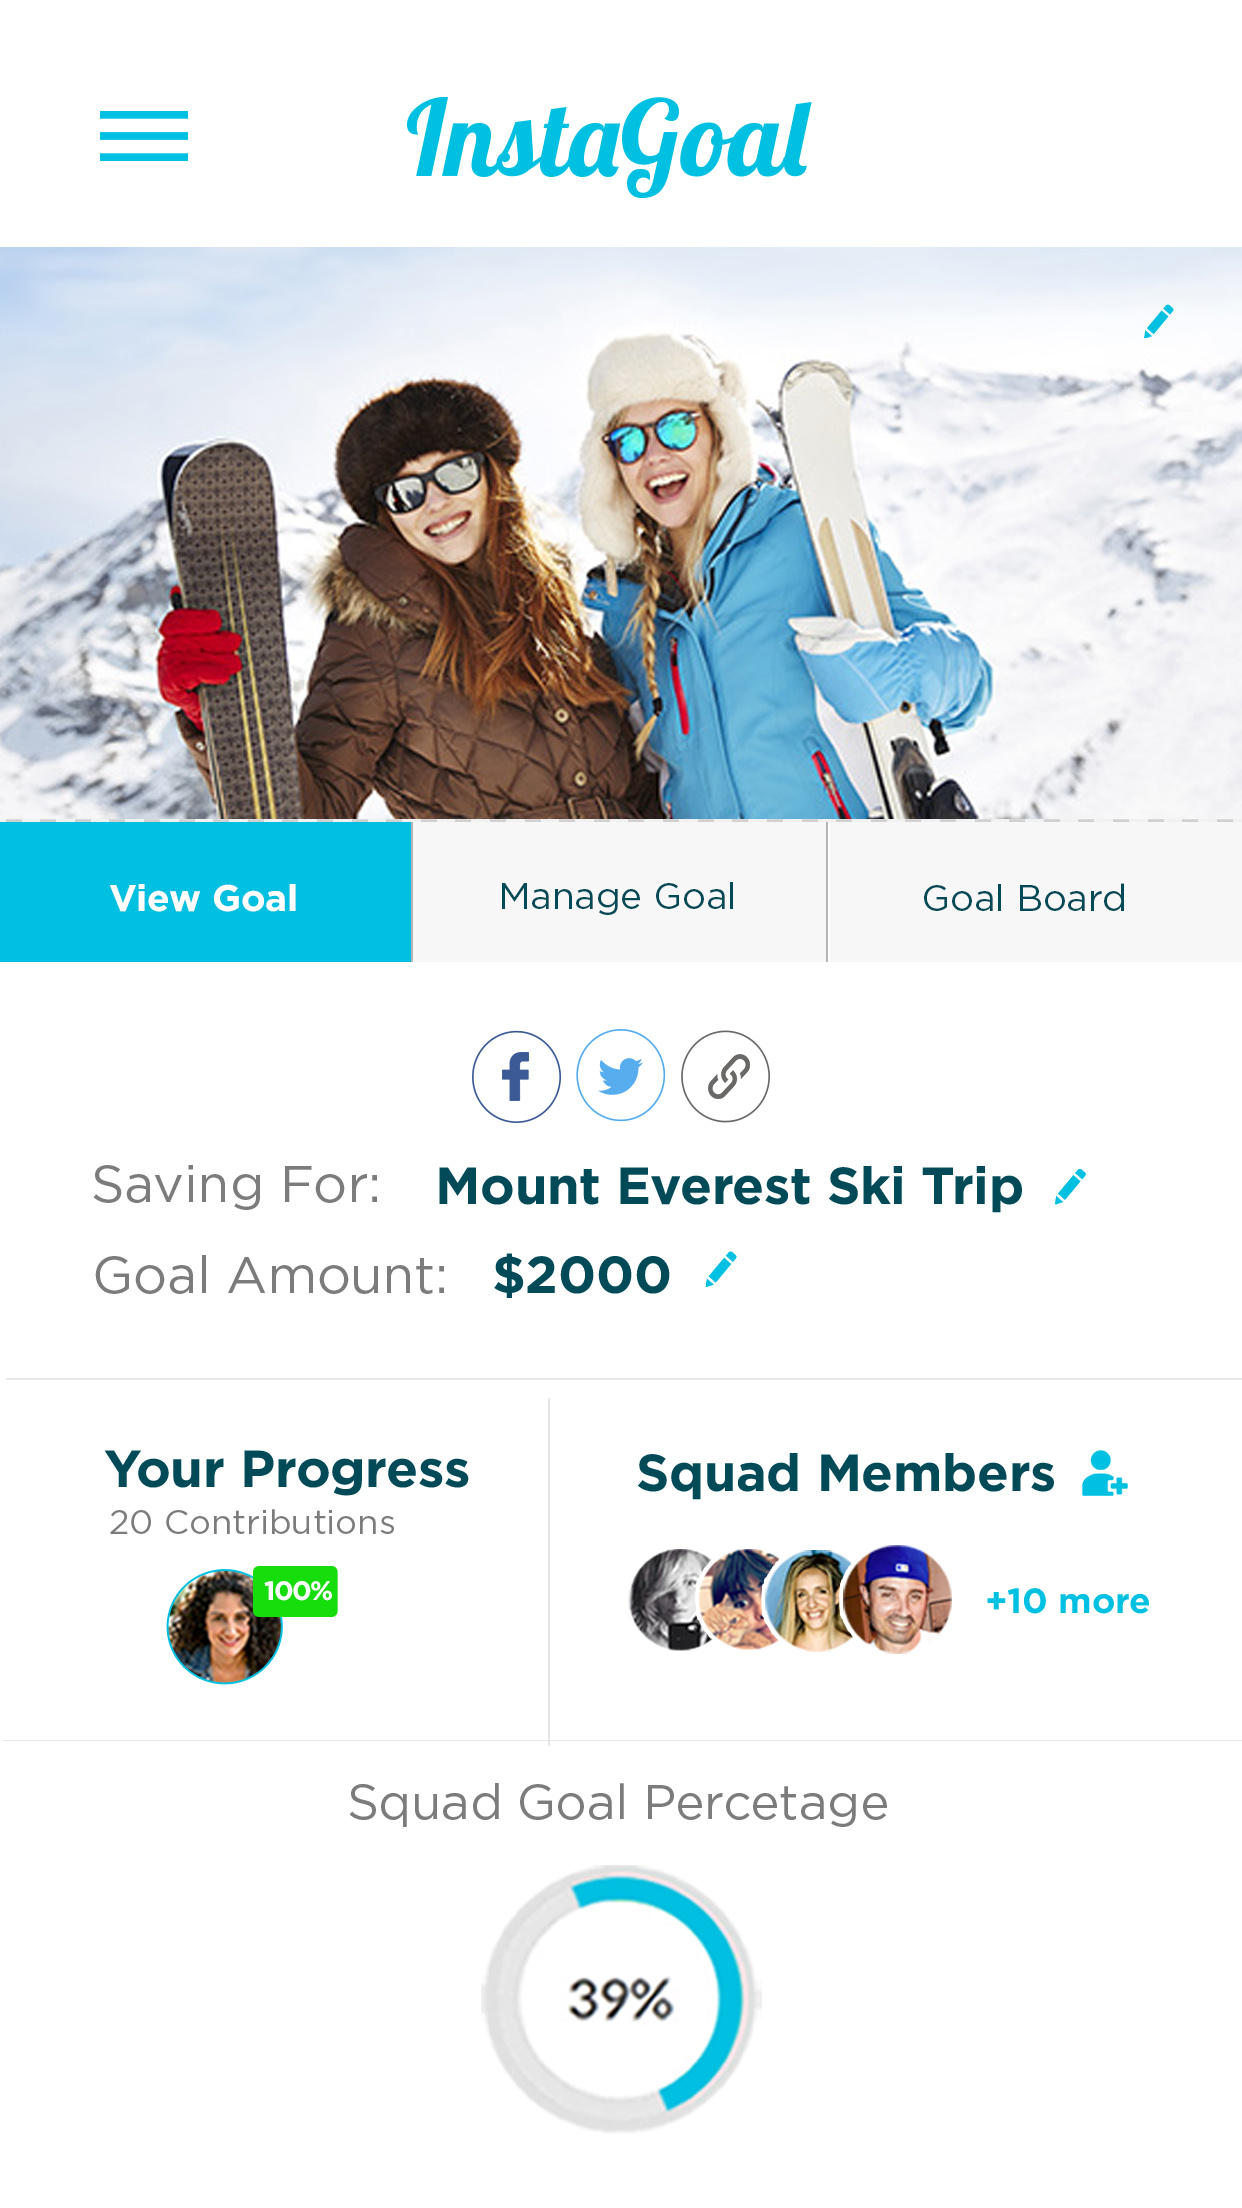 InstaGoal
View Goal
Manage Goal
Goal Board
Saving For: Mount Everest Ski Trip
Goal Amount: $2000
Your Progress
20 Contributions
100%
Squad Members
+10 more
Squad Goal Percetage
39%